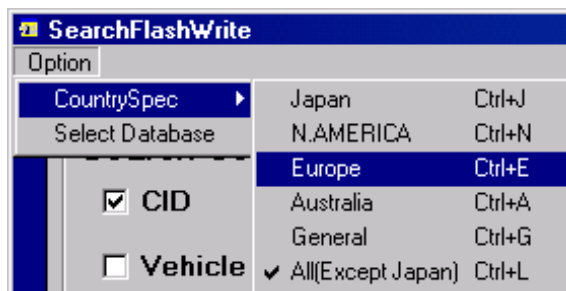 SearchFlashWrite
Option
CountrySpec
Select Database
Japan Ctrl+J
N.AMERICA Ctrl+N
Europe Ctrl+E
Australia Ctrl+A
General Ctrl+G
All(Except Japan) Ctrl+L
CID
Vehicle